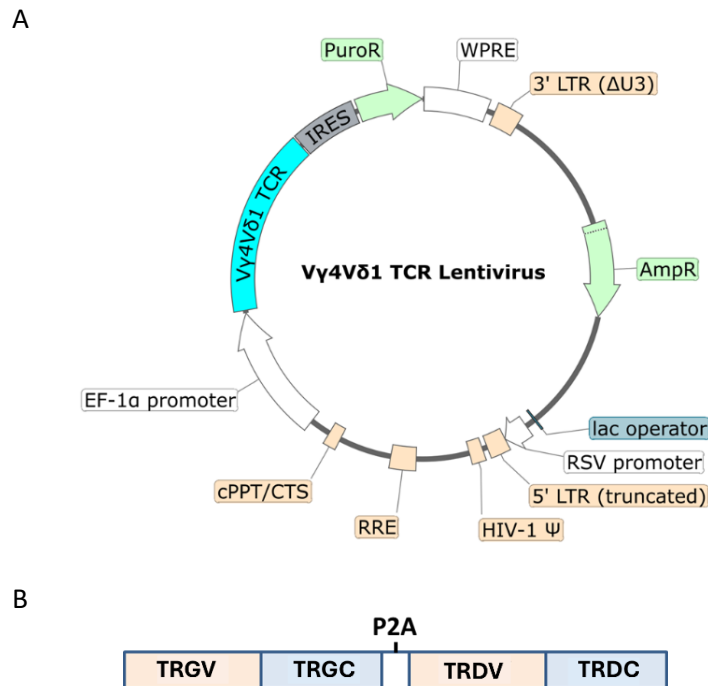 A
PuroR
WPRE
3' LTR (ΔU3)
IRES
Vγ4Vδ1 TCR
Vγ4Vδ1 TCR Lentivirus
AmpR
EF-1α promoter
lac operator
RSV promoter
cPPT/CTS
5' LTR (truncated)
RRE
HIV-1 Ψ
B
P2A
TRGV TRGC TRDV TRDC